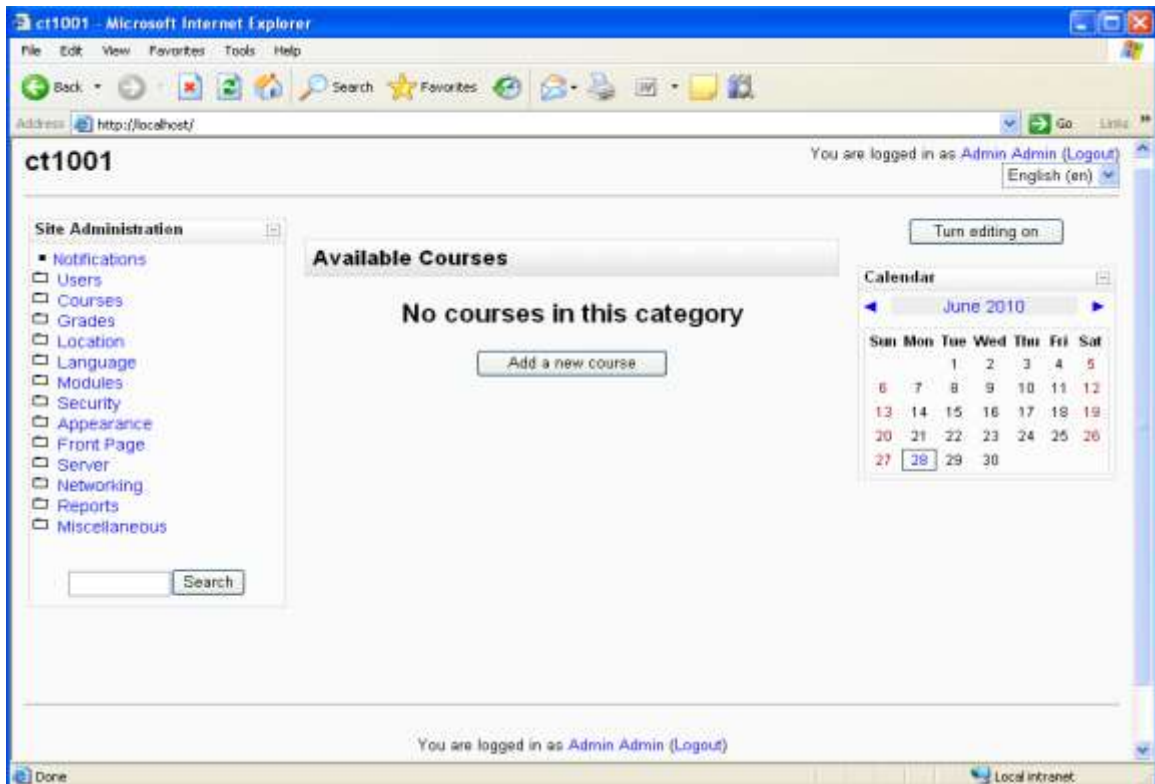 ct1001 - Microsoft Internet Explorer
File Edit View Favorites Tools Help
Back Search Favorites
Address http://localhost/ Go Links
ct1001
You are logged in as Admin Admin (Logout)
English (en)
Site Administration
Notifications
Users
Courses
Grades
Location
Language
Modules
Security
Appearance
Front Page
Server
Networking
Reports
Miscellaneous
Search
Available Courses
No courses in this category
Add a new course
Turn editing on
Calendar
June 2010
Sun Mon Tue Wed Thu Fri Sat
1 2 3 4 5
6 7 8 9 10 11 12
13 14 15 16 17 18 19
20 21 22 23 24 25 26
27 28 29 30
You are logged in as Admin Admin (Logout)
Done Local intranet